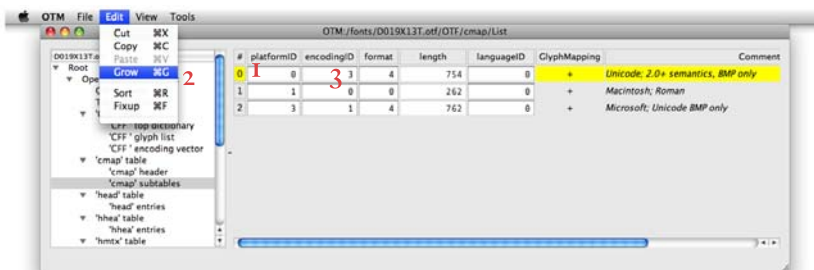 OTM File Edit View Tools
OTM:/fonts/D019X13T.otf/OTF/cmap/List
Cut ⌘X
Copy ⌘C
Paste ⌘V
Grow ⌘G
Sort ⌘R
Fixup ⌘F
2
Root
'CFF' top dictionary
'CFF' glyph list
'CFF' encoding vector
'cmap' table
'cmap' header
'cmap' subtables
'head' table
'head' entries
'hhea' table
'hhea' entries
'hmtx' table
# platformID encodingID format length languageID GlyphMapping Comment
0 1 0 3 3 4 754 0 + Unicode; 2.0+ semantics, BMP only
1 1 0 0 262 0 + Macintosh; Roman
2 3 1 4 762 0 + Microsoft; Unicode BMP only